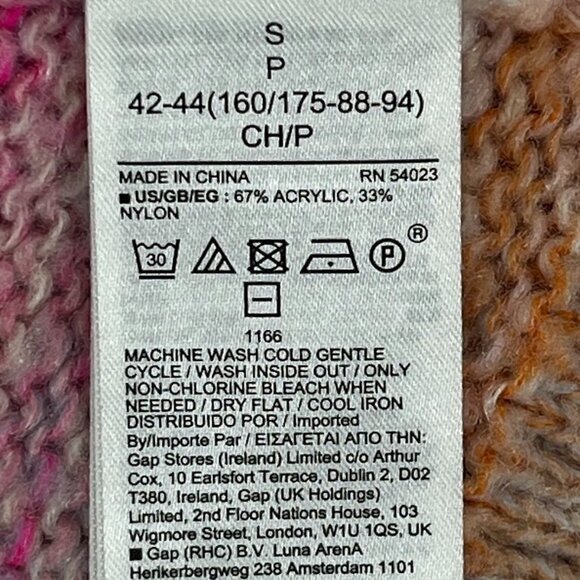 S
P
42-44(160/175-88-94)
CH/P
MADE IN CHINA RN 54023
■ US/GB/EG : 67% ACRYLIC, 33%
NYLON
30
P ®
1166
MACHINE WASH COLD GENTLE
CYCLE / WASH INSIDE OUT / ONLY
NON-CHLORINE BLEACH WHEN
NEEDED / DRY FLAT / COOL IRON
DISTRIBUIDO POR / Imported
By/Importe Par / ΕΙΣΑΓΕΤΑΙ ΑΠΟ ΤΗΝ:
Gap Stores (Ireland) Limited c/o Arthur
Cox, 10 Earlsfort Terrace, Dublin 2, D02
T380, Ireland, Gap (UK Holdings)
Limited, 2nd Floor Nations House, 103
Wigmore Street, London, W1U 1QS, UK
■ Gap (RHC) B.V. Luna ArenA
Herikerbergweg 238 Amsterdam 1101